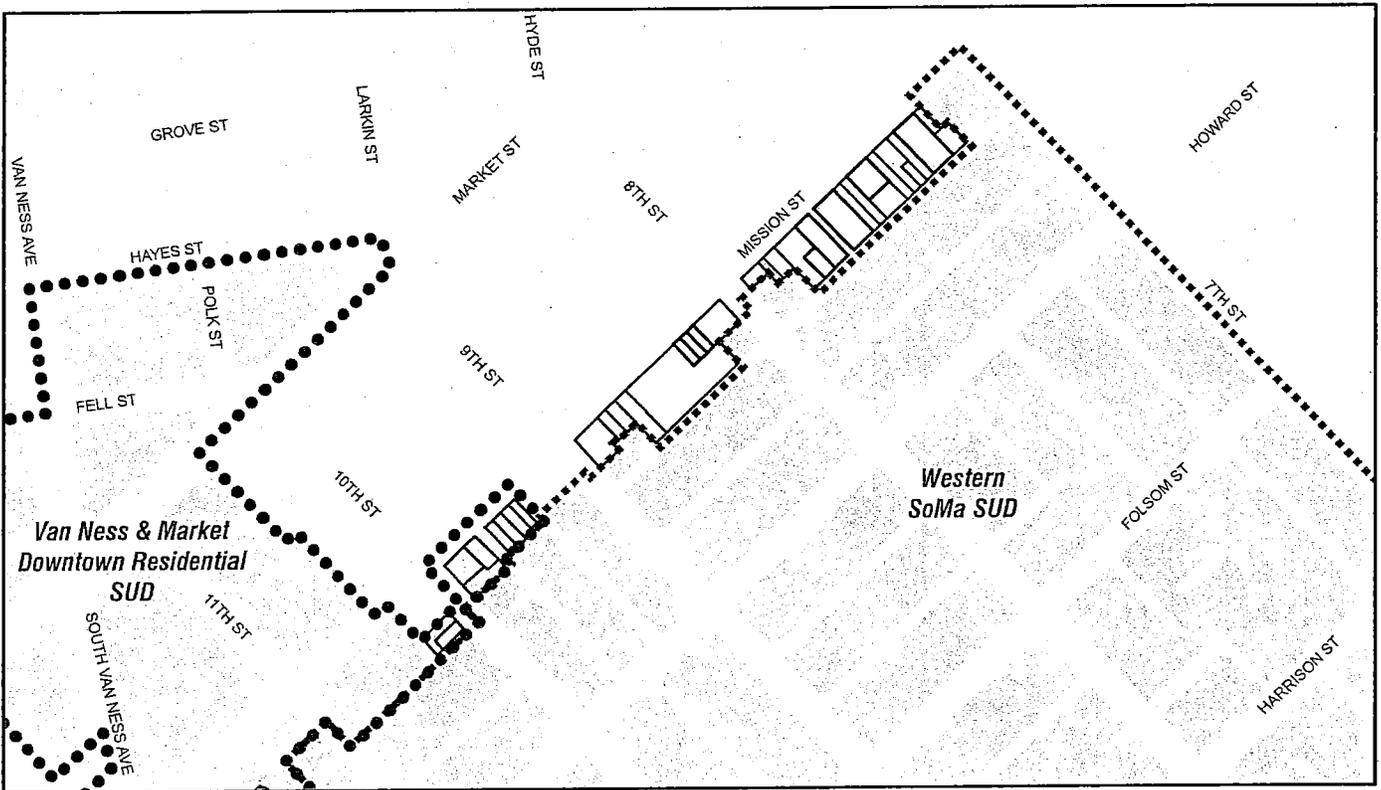 HYDE ST
LARKIN ST
GROVE ST
MARKET ST
HOWARD ST
VAN NESS AVE
8TH ST
MISSION ST
HAYES ST
POLK ST
7TH ST
9TH ST
FELL ST
10TH ST
Western
SoMa SUD
FOLSOM ST
Van Ness & Market
Downtown Residential
SUD
11TH ST
SOUTH VAN NESS AVE
HARRISON ST